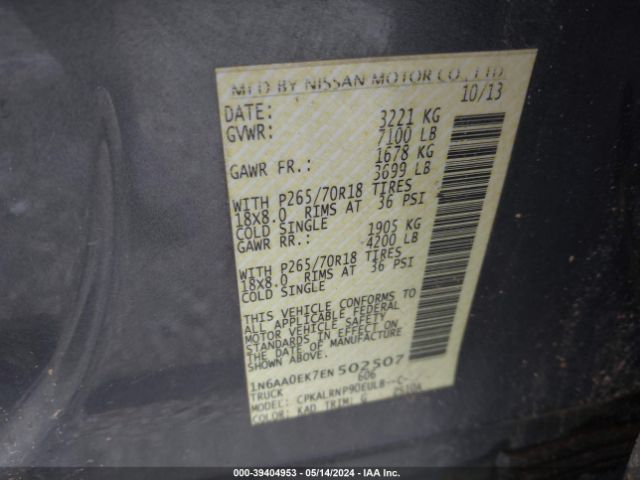 MFD BY NISSAN MOTOR CO., LTD.
DATE: 10/13
GVWR: 3221 KG
7100 LB
GAWR FR.: 1678 KG
3699 LB
WITH P265/70R18 TIRES
18X8.0 RIMS AT 36 PSI
COLD SINGLE
GAWR RR.: 1905 KG
4200 LB
WITH P265/70R18 TIRES
18X8.0 RIMS AT 36 PSI
COLD SINGLE
THIS VEHICLE CONFORMS TO
ALL APPLICABLE FEDERAL
MOTOR VEHICLE SAFETY
STANDARDS IN EFFECT ON
THE DATE OF MANUFACTURE
SHOWN ABOVE.
1N6AA0EK7EN502507
TRUCK 606
MODEL: CPKALRNP90EUL8--C-
COLOR: KAD TRIM: G 0510A
000-39404953 – 05/14/2024 – IAA Inc.